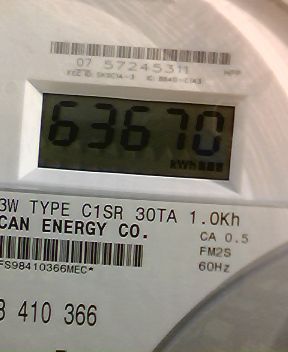 07 57245311
63670
kWh
3W TYPE C1SR 30TA 1.0Kh
CAN ENERGY CO.
CA 0.5
FM2S
60Hz
FS98410366MEC*
3 410 366